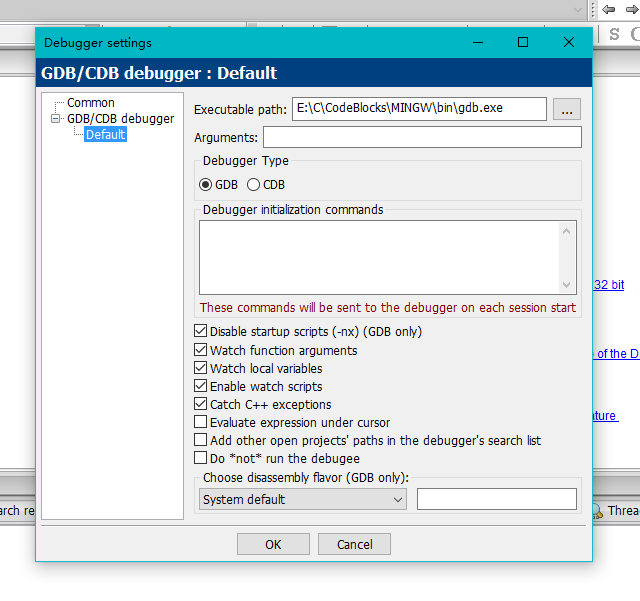 Debugger settings
GDB/CDB debugger : Default
Common
GDB/CDB debugger
Default
Executable path: E:\C\CodeBlocks\MINGW\bin\gdb.exe ...
Arguments:
Debugger Type
GDB CDB
Debugger initialization commands
These commands will be sent to the debugger on each session start
Disable startup scripts (-nx) (GDB only)
Watch function arguments
Watch local variables
Enable watch scripts
Catch C++ exceptions
Evaluate expression under cursor
Add other open projects' paths in the debugger's search list
Do *not* run the debugee
Choose disassembly flavor (GDB only):
System default
OK Cancel
S
32 bit
of the D
ature
arch re
Threa